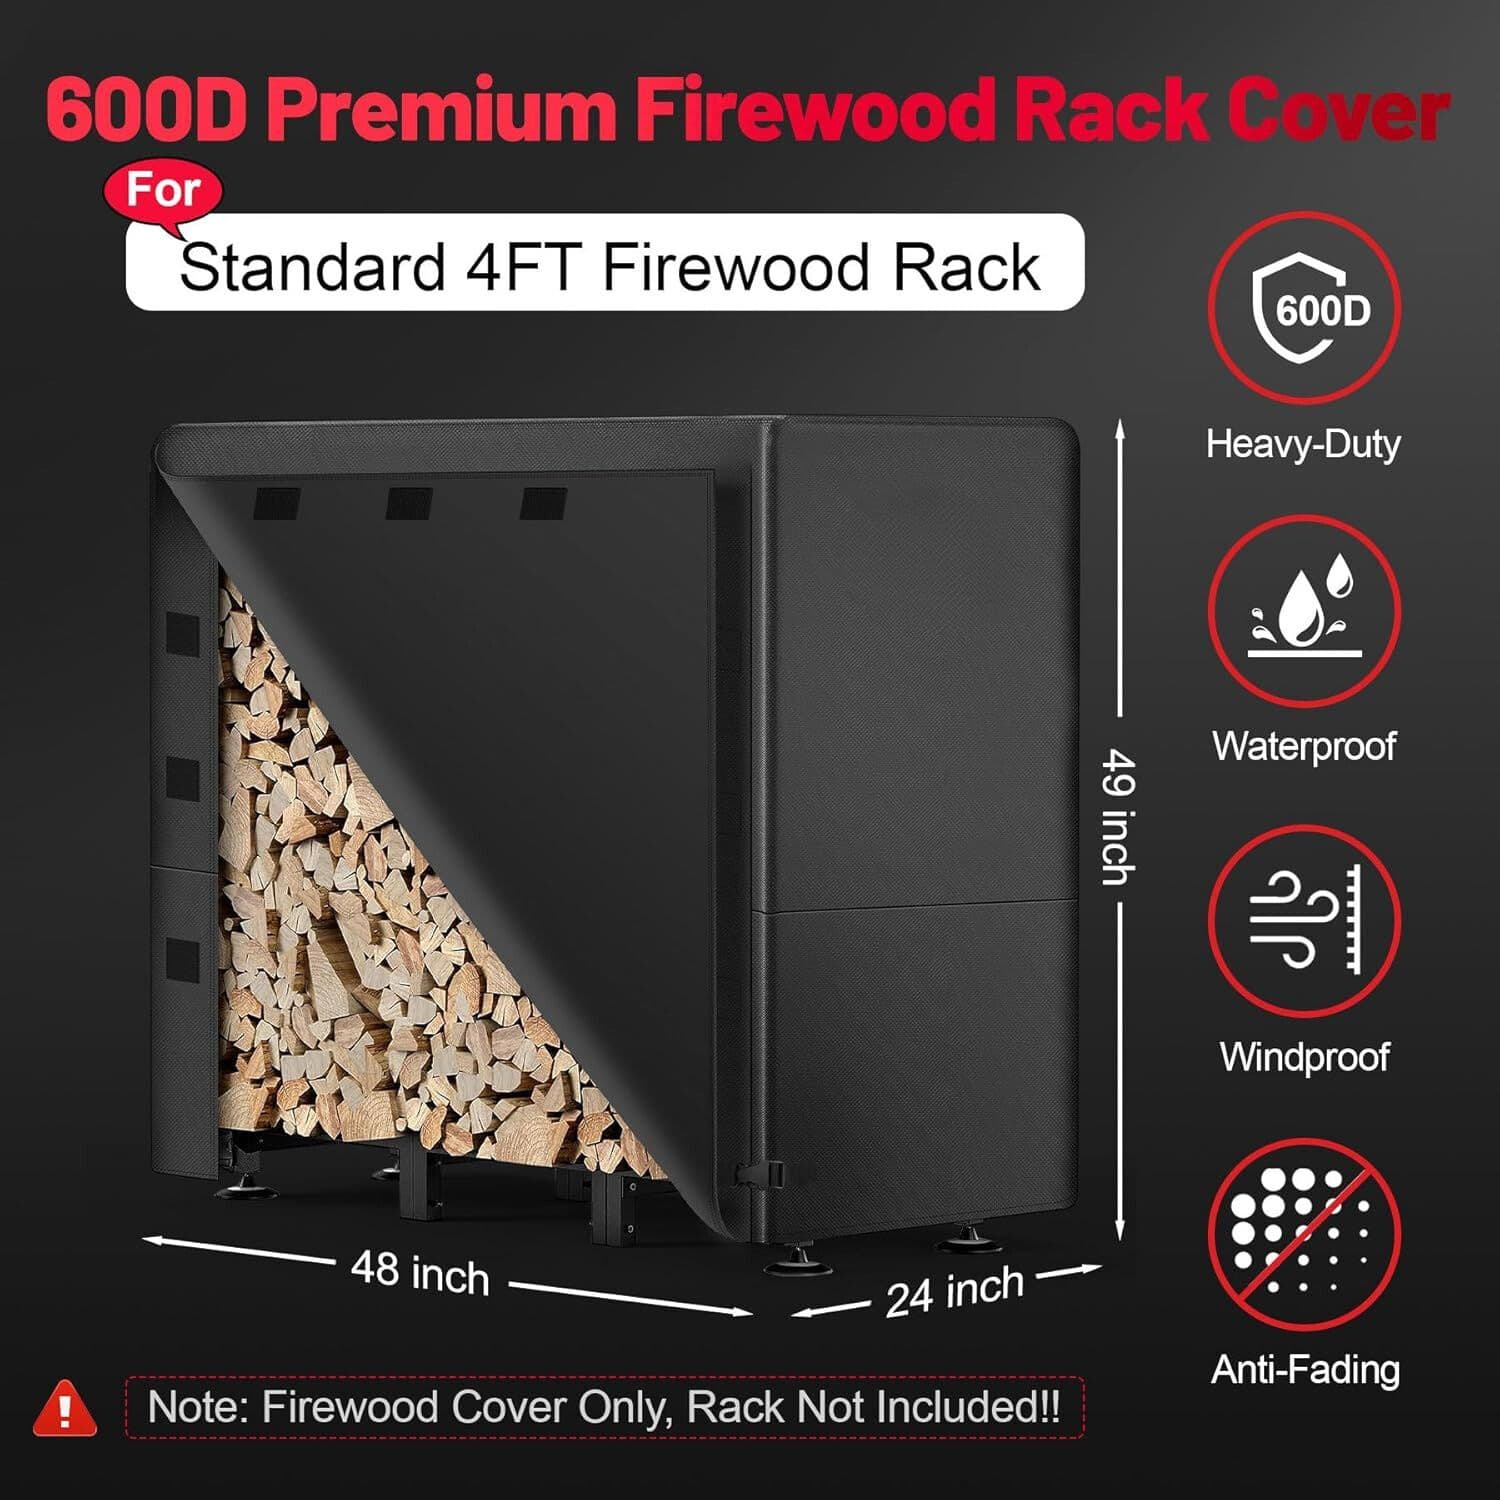 600D Premium Firewood Rack Cover
For
Standard 4FT Firewood Rack
600D
Heavy-Duty
Waterproof
49 inch
Windproof
48 inch
24 inch
Anti-Fading
Note: Firewood Cover Only, Rack Not Included!!